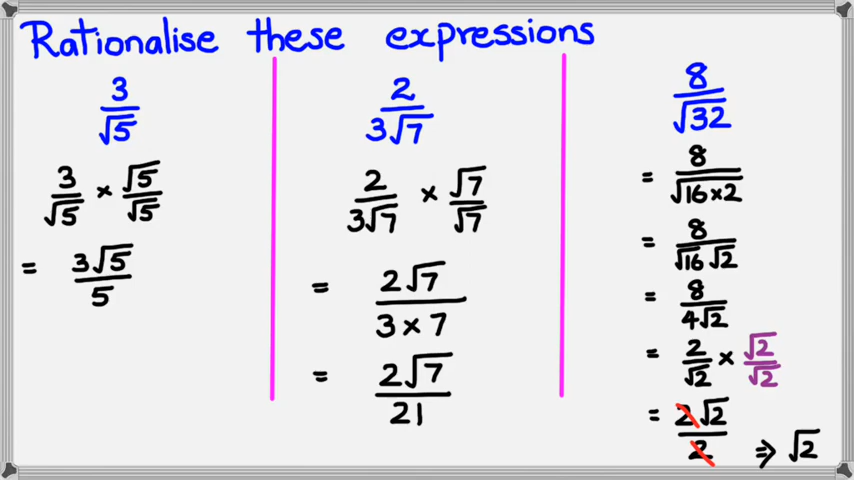 Rationalise these expressions
3/√5
3/√5 × √5/√5
= 3√5/5
2/3√7
2/3√7 × √7/√7
= 2√7/3 × 7
= 2√7/21
8/√32
= 8/√16×2
= 8/√16 √2
= 8/4√2
= 2/√2 × √2/√2
= 2√2/2 ⇒ √2